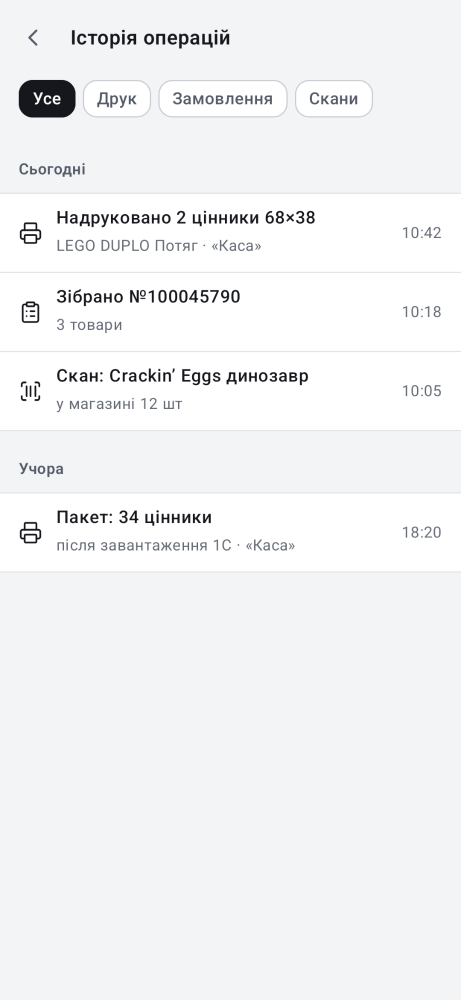 Історія операцій
Усе
Друк
Замовлення
Скани
Сьогодні
Надруковано 2 цінники 68×38
LEGO DUPLO Потяг · «Каса»
10:42
Зібрано №100045790
3 товари
10:18
Скан: Crackin’ Eggs динозавр
у магазині 12 шт
10:05
Учора
Пакет: 34 цінники
після завантаження 1С · «Каса»
18:20